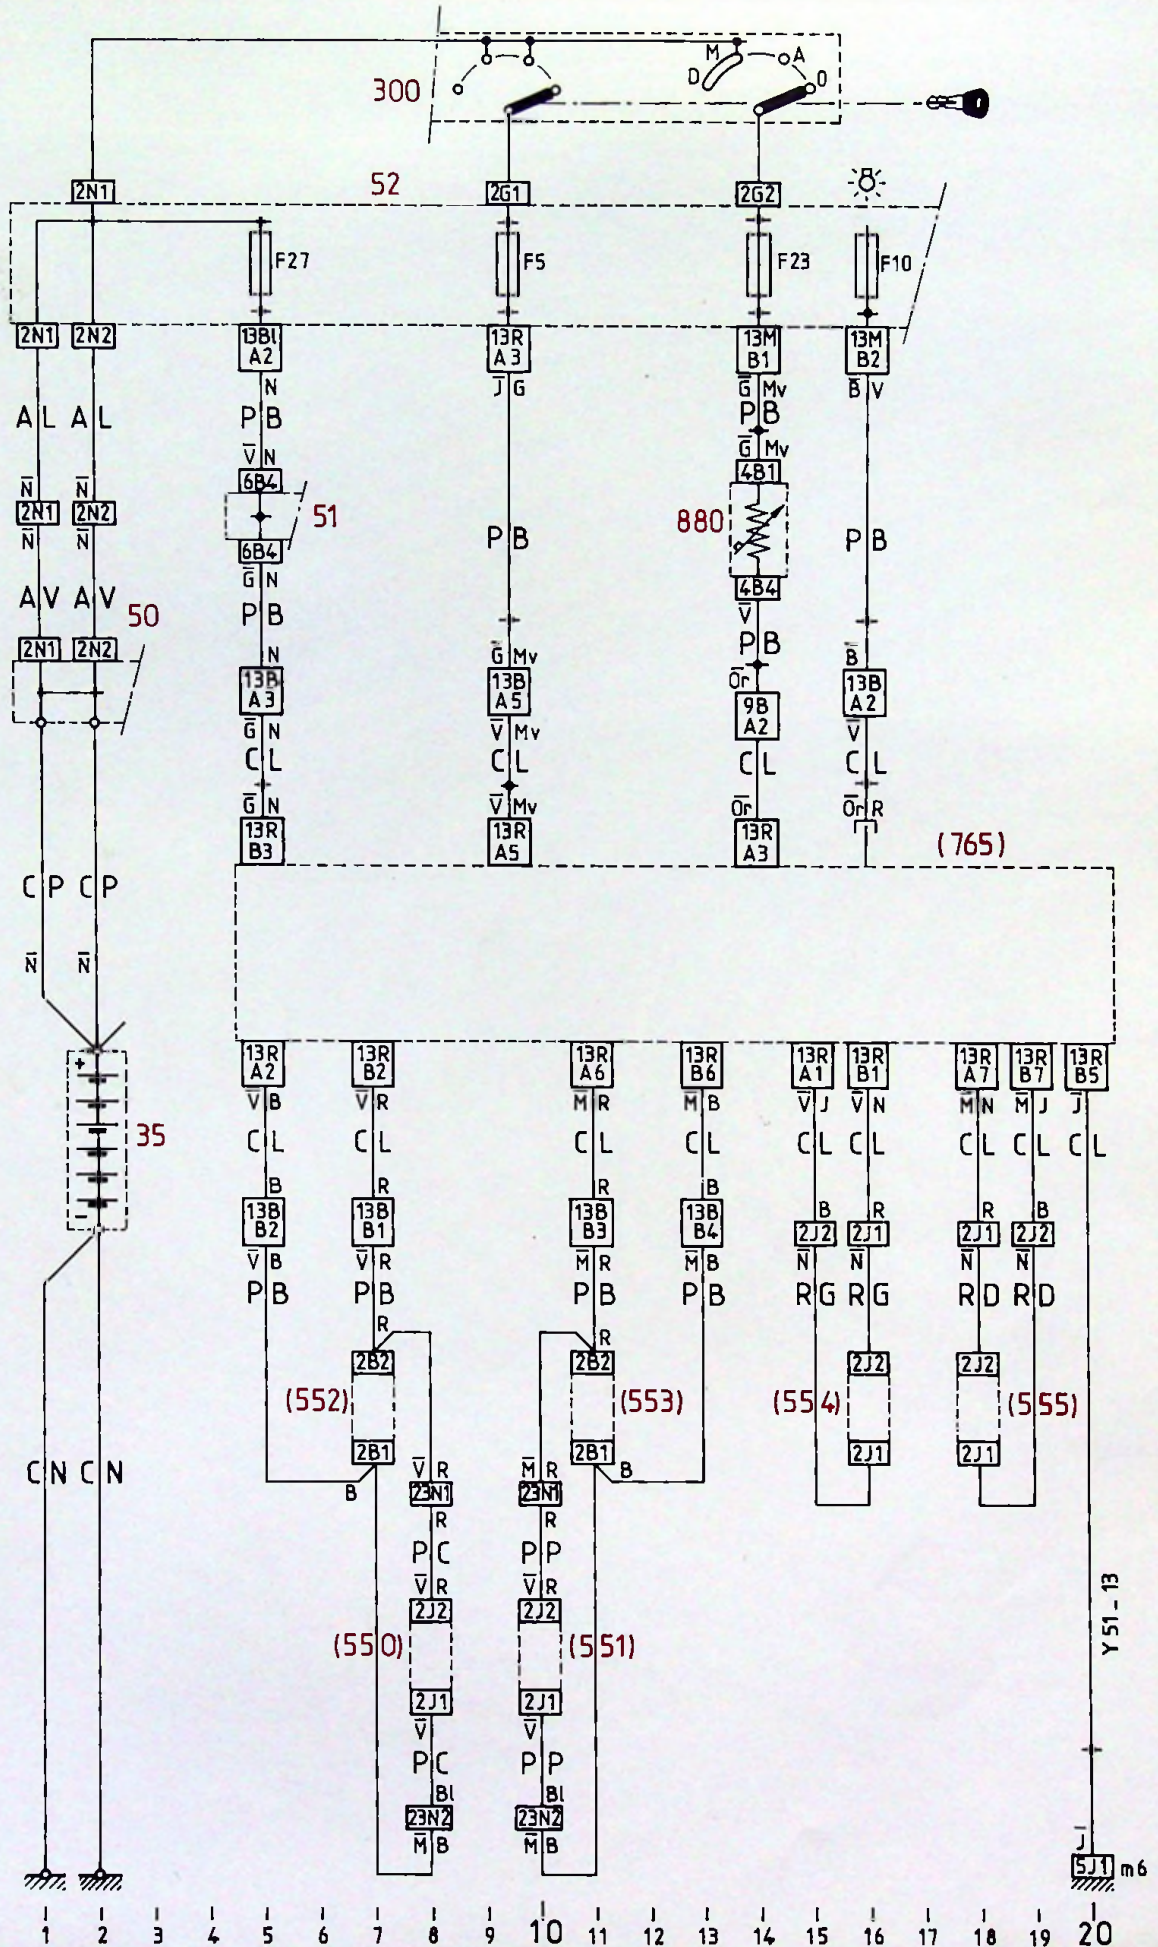 M A
D 0
300
2N1 52 2G1 2G2
F27 F5 F23 F10
2N1 2N2 13Bl A2 13R A3 13M B1 13M B2
N J̅ G G̅ Mv B̅ V
A L A L P B P B
V̅ N G̅ Mv
N̅ N̅ 6B4 4B1
2N1 2N2 51 880
N̅ N̅ P B P B
6B4 4B4
G̅ N V̅
A V A V 50 P B P B
2N1 2N2 N G̅ Mv Or̅ B̅
13B A3 13B A5 9B A2 13B A2
G̅ N V̅ Mv V̅
C L C L C L C L
G̅ N V̅ Mv Or̅ Or̅ R
13R B3 13R A5 13R A3 (765)
C P C P
N̅ N̅
+
13R A2 13R B2 13R A6 13R B6 13R A1 13R B1 13R A7 13R B7 13R B5
V̅ B V̅ R M̅ R M̅ B V̅ J V̅ N M̅ N M̅ J J̅
35 C L C L C L C L C L C L C L C L C L
B R R B B R R B
-
13B B2 13B B1 13B B3 13B B4 2J2 2J1 2J1 2J2
V̅ B V̅ R M̅ R M̅ B N̅ N̅ N̅ N̅
P B P B P B P B R G R G R D R D
R R
2B2 2B2 2J2 2J2
(552) (553) (554) (555)
2B1 2B1 2J1 2J1
C N C N B V̅ R M̅ R B
23N1 23N1
R R
P C P P
V̅ R V̅ R
2J2 2J2
(550) (551) Y51-13
2J1 2J1
V̅ V̅
P C P P
Bl Bl
23N2 23N2
M̅ B M̅ B J̅
5J1 m6
1 2 3 4 5 6 7 8 9 10 11 12 13 14 15 16 17 18 19 20